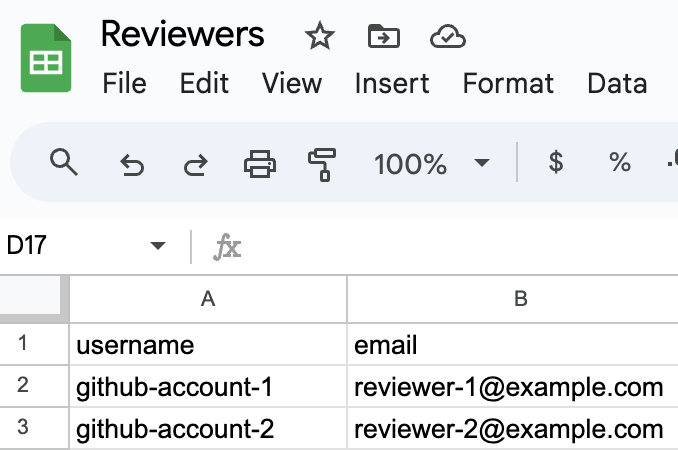 Reviewers
File Edit View Insert Format Data
100% $ % .0
D17 fx
A B
1 username email
2 github-account-1 reviewer-1@example.com
3 github-account-2 reviewer-2@example.com